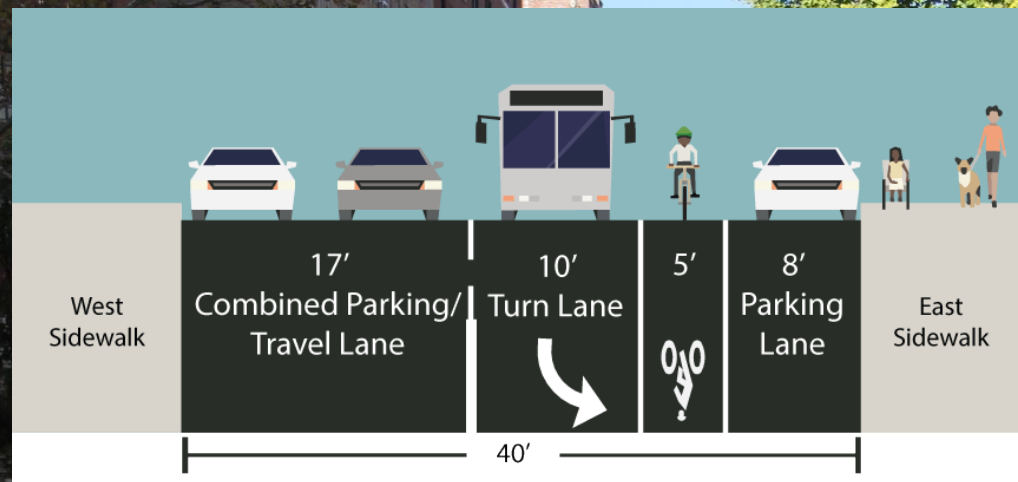 West
Sidewalk
17’
Combined Parking/
Travel Lane
10’
Turn Lane
5’
8’
Parking
Lane
East
Sidewalk
40’